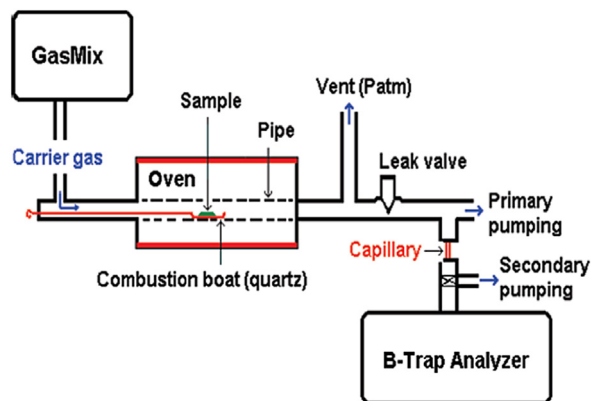 GasMix
Carrier gas
Sample
Pipe
Oven
Combustion boat (quartz)
Vent (Patm)
Leak valve
Primary
pumping
Capillary
Secondary
pumping
B-Trap Analyzer